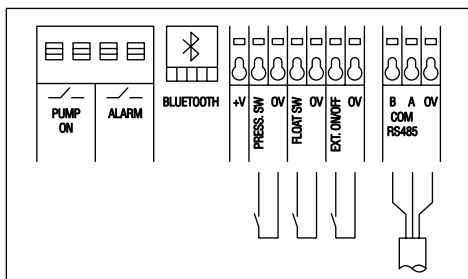 PUMP
ON
ALARM
BLUETOOTH
+V
PRESS. SW
0V
FLOAT SW
0V
EXT. ON/OFF
0V
B A 0V
COM
RS485